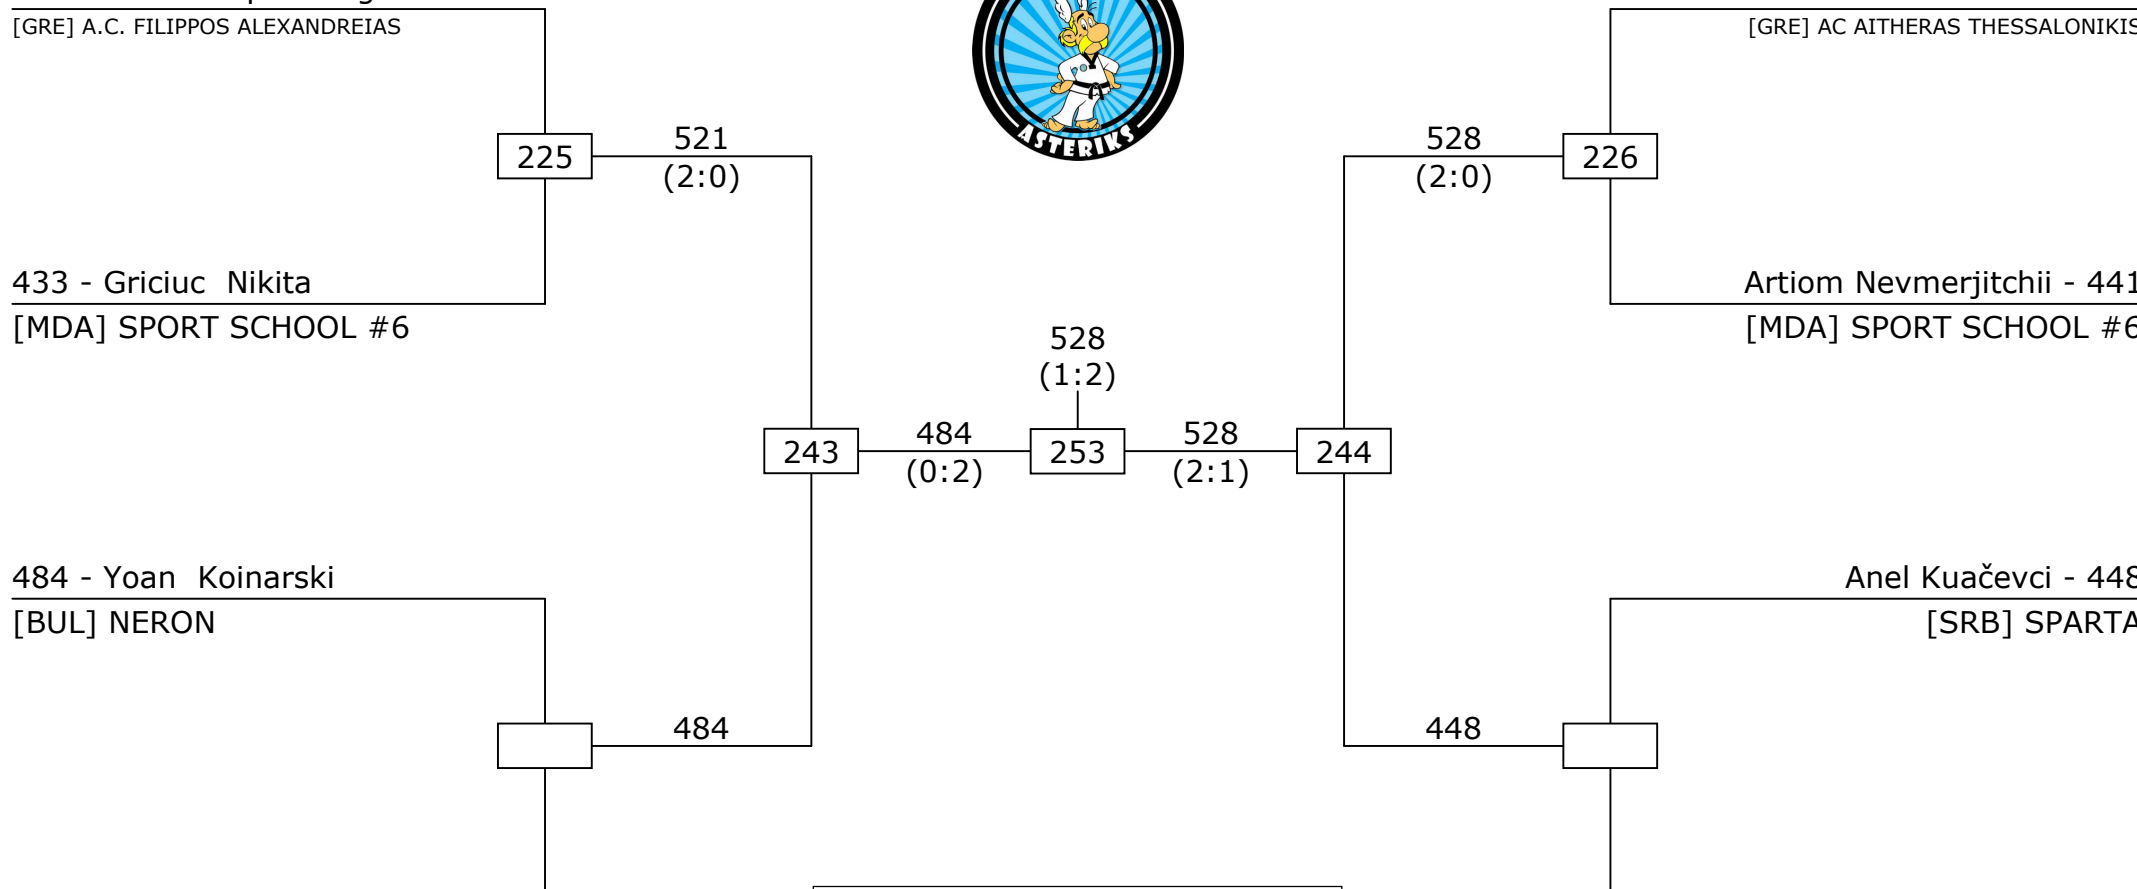 [GRE] A.C. FILIPPOS ALEXANDREIAS
[GRE] AC AITHERAS THESSALONIKIS
ASTERIKS
521
528
225
226
(2:0)
(2:0)
433 - Griciuc Nikita
Artiom Nevmerjitchii - 441
[MDA] SPORT SCHOOL #6
[MDA] SPORT SCHOOL #6
528
(1:2)
243
484
253
528
244
(0:2)
(2:1)
484 - Yoan Koinarski
Anel Kuačevci - 448
[BUL] NERON
[SRB] SPARTA
484
448